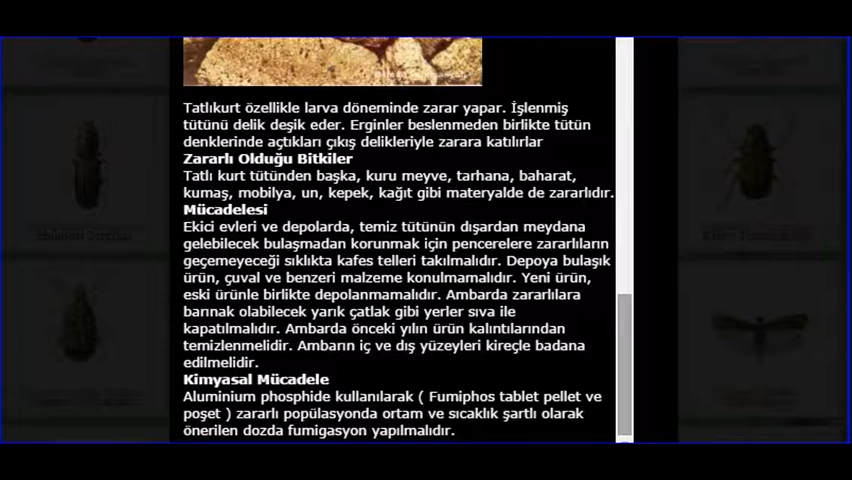 Tatlıkurt özellikle larva döneminde zarar yapar. İşlenmiş
tütünü delik deşik eder. Erginler beslenmeden birlikte tütün
denklerinde açtıkları çıkış delikleriyle zarara katılırlar
Zararlı Olduğu Bitkiler
Tatlı kurt tütünden başka, kuru meyve, tarhana, baharat,
kumaş, mobilya, un, kepek, kağıt gibi materyalde de zararlıdır.
Mücadelesi
Ekici evleri ve depolarda, temiz tütünün dışardan meydana
gelebilecek bulaşmadan korunmak için pencerelere zararlıların
geçemeyeceği sıklıkta kafes telleri takılmalıdır. Depoya bulaşık
ürün, çuval ve benzeri malzeme konulmamalıdır. Yeni ürün,
eski ürünle birlikte depolanmamalıdır. Ambarda zararlılara
barınak olabilecek yarık çatlak gibi yerler sıva ile
kapatılmalıdır. Ambarda önceki yılın ürün kalıntılarından
temizlenmelidir. Ambarın iç ve dış yüzeyleri kireçle badana
edilmelidir.
Kimyasal Mücadele
Aluminium phosphide kullanılarak ( Fumiphos tablet pellet ve
poşet ) zararlı popülasyonda ortam ve sıcaklık şartlı olarak
önerilen dozda fumigasyon yapılmalıdır.